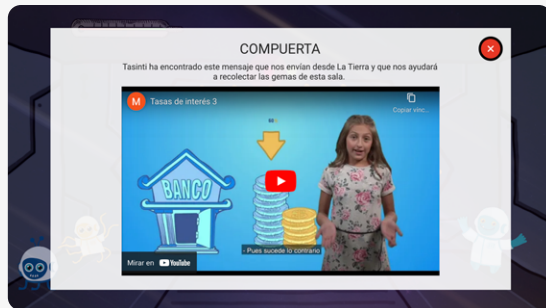 COMPUERTA
Tasinti ha encontrado este mensaje que nos envían desde La Tierra y que nos ayudará
a recolectar las gemas de esta sala.
M Tasas de interés 3
Copiar vínc...
BANCO
- Pues sucede lo contrario
Mirar en YouTube